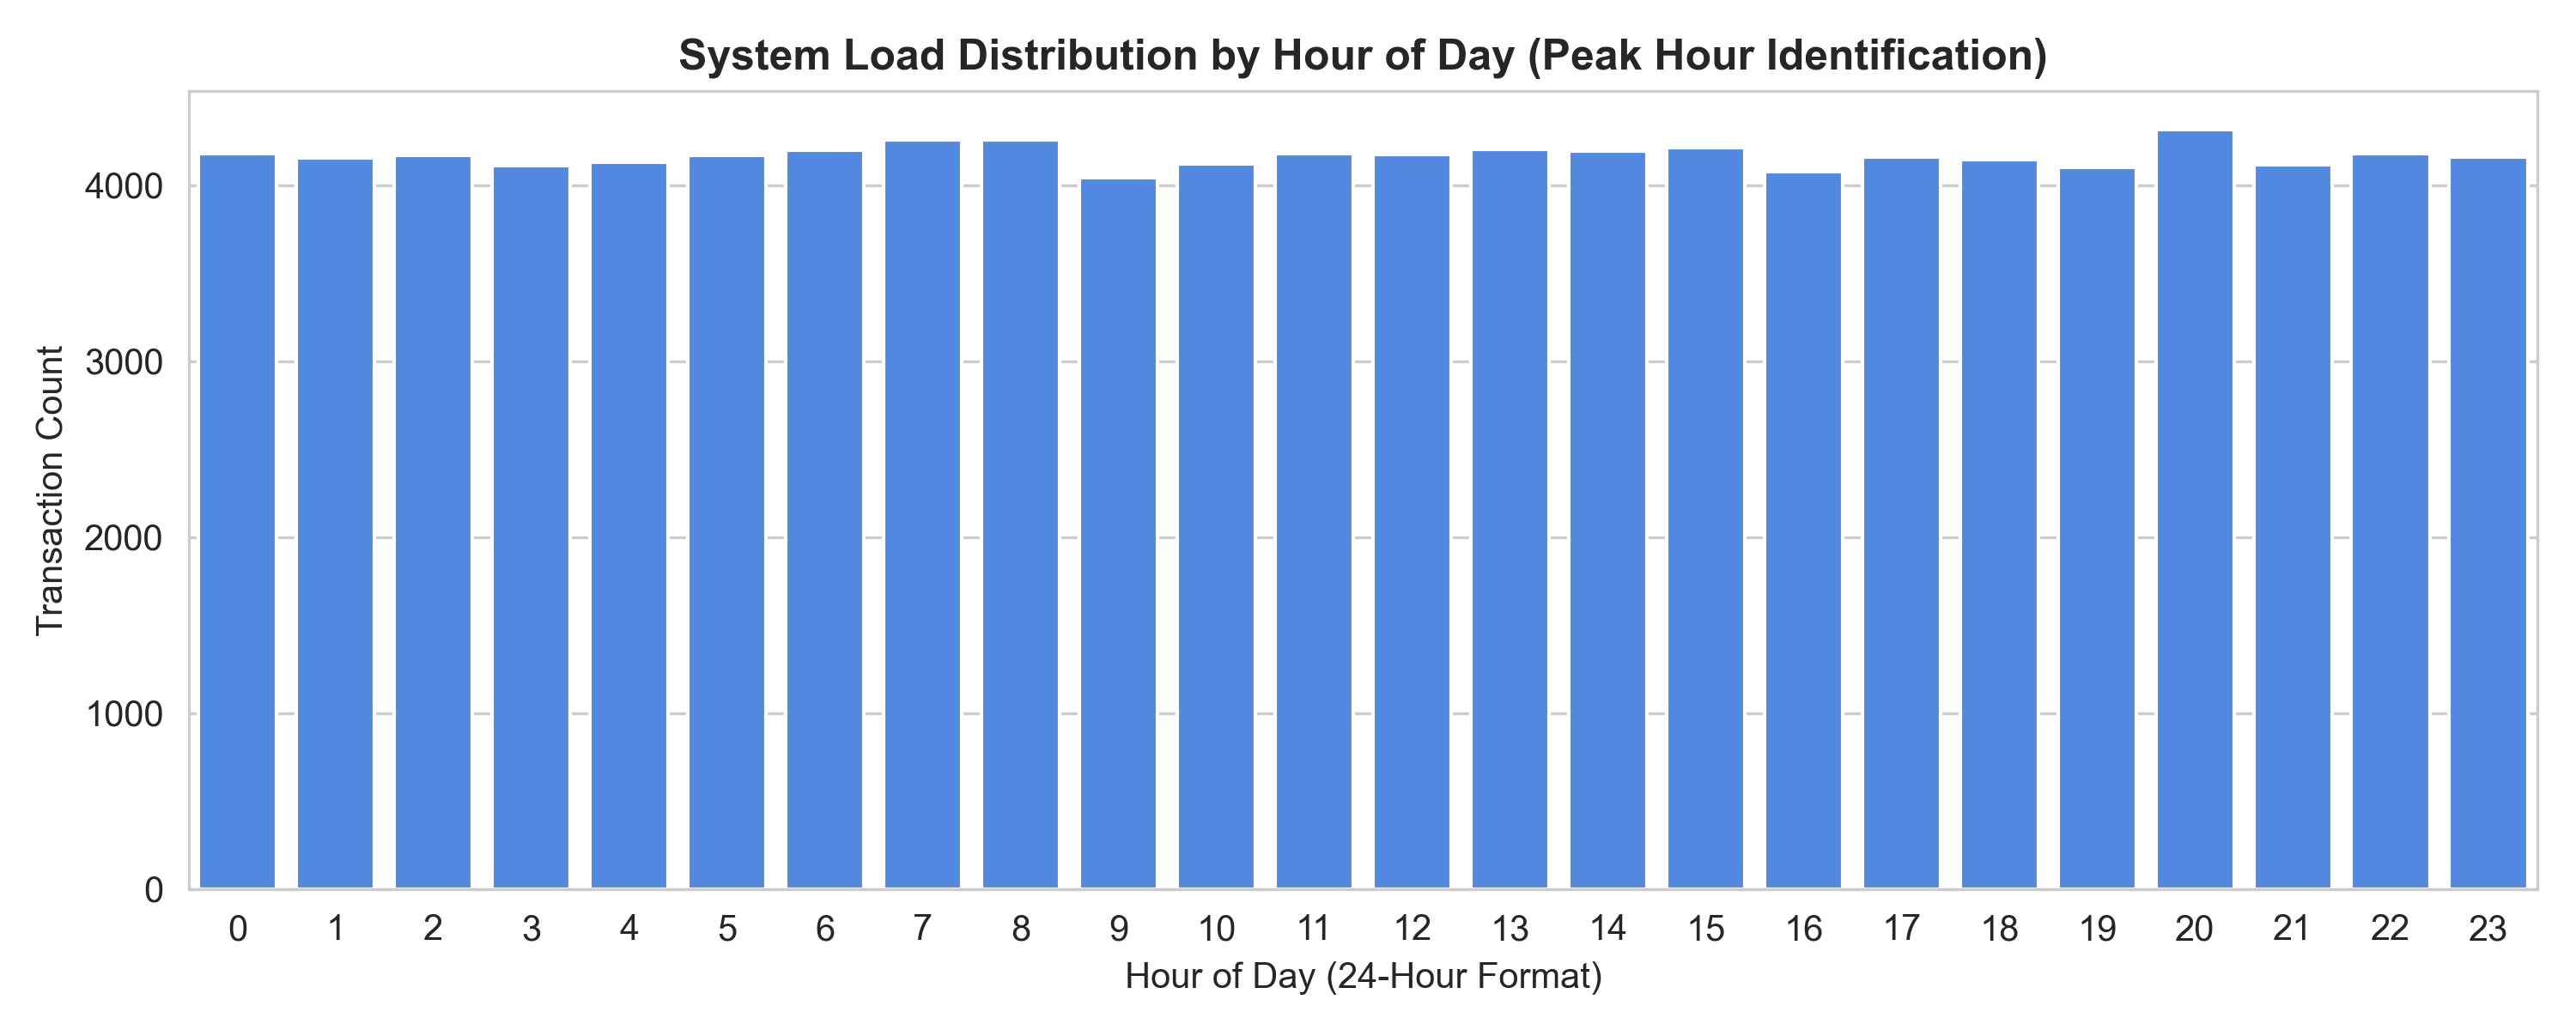 System Load Distribution by Hour of Day (Peak Hour Identification)
4000
3000
2000
1000
0
Transaction Count
0 1 2 3 4 5 6 7 8 9 10 11 12 13 14 15 16 17 18 19 20 21 22 23
Hour of Day (24-Hour Format)